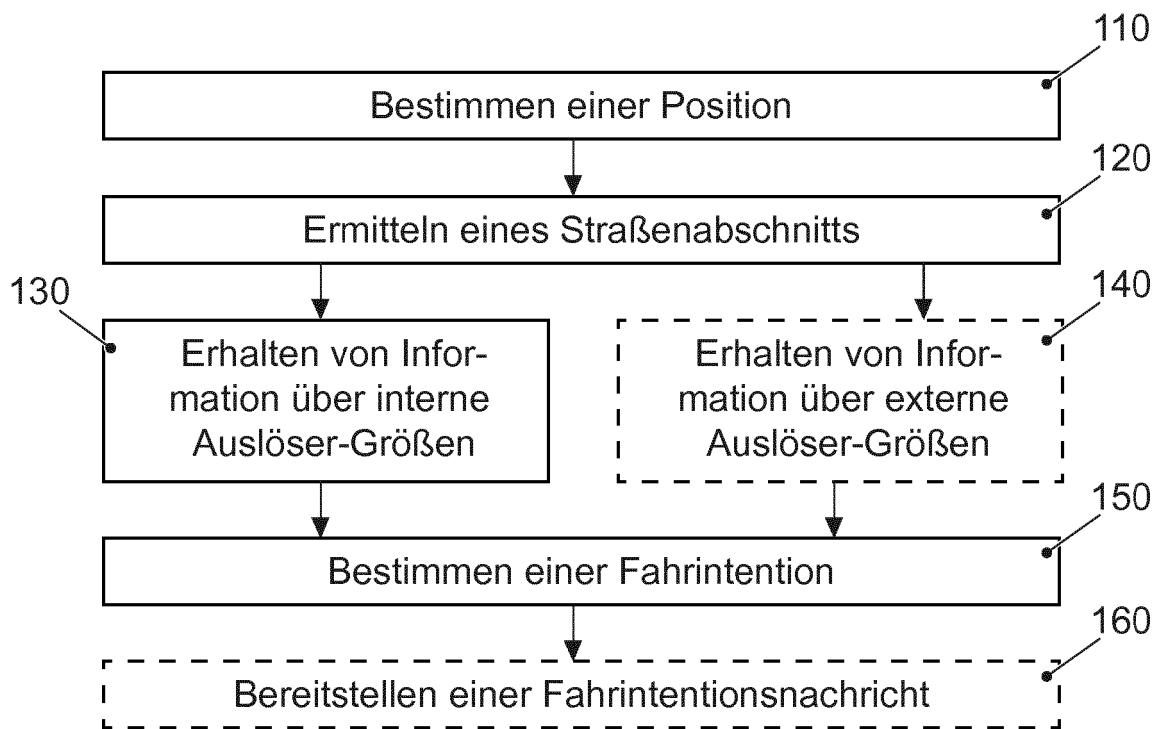 110
Bestimmen einer Position
120
Ermitteln eines Straßenabschnitts
130
Erhalten von Infor-
mation über interne
Auslöser-Größen
140
Erhalten von Infor-
mation über externe
Auslöser-Größen
150
Bestimmen einer Fahrintention
160
Bereitstellen einer Fahrintentionsnachricht